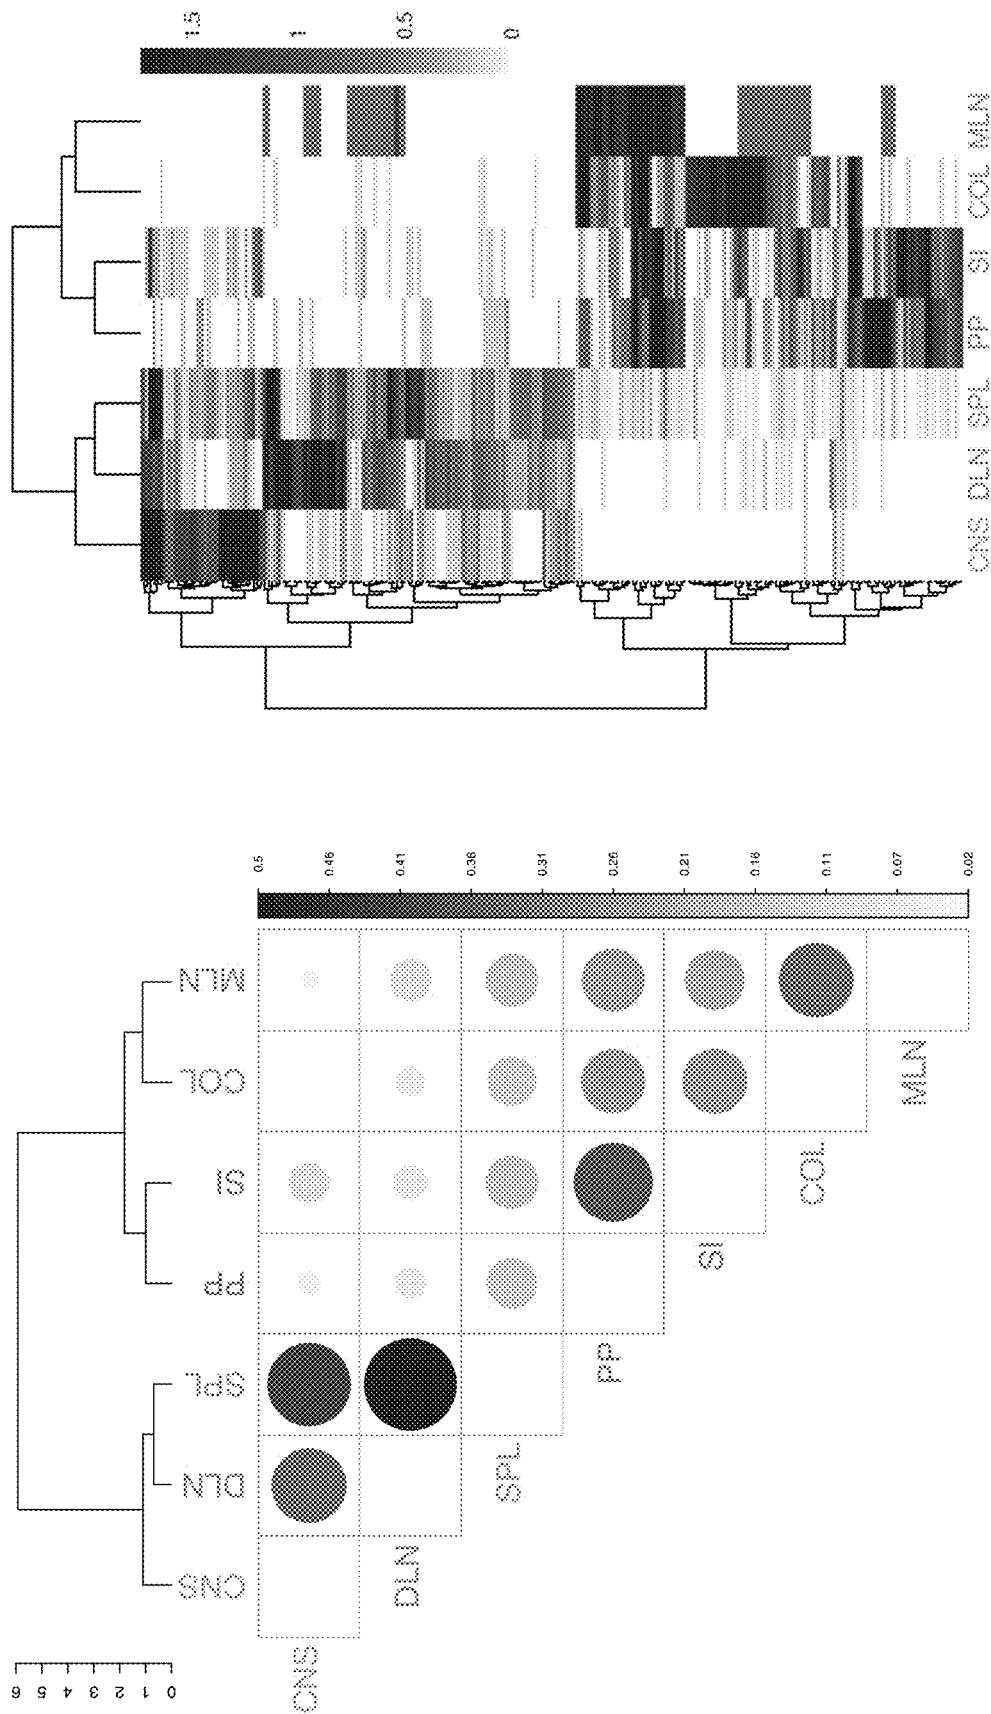 1.5
1
0.5
0
CNS DLN SPL PP SI COL MLN
6
5
4
3
2
1
0
CNS
DLN
SPL
PP
SI
COL
MLN
0.5
0.46
0.41
0.36
0.31
0.26
0.21
0.16
0.11
0.07
0.02
CNS
DLN
SPL
PP
SI
COL
MLN